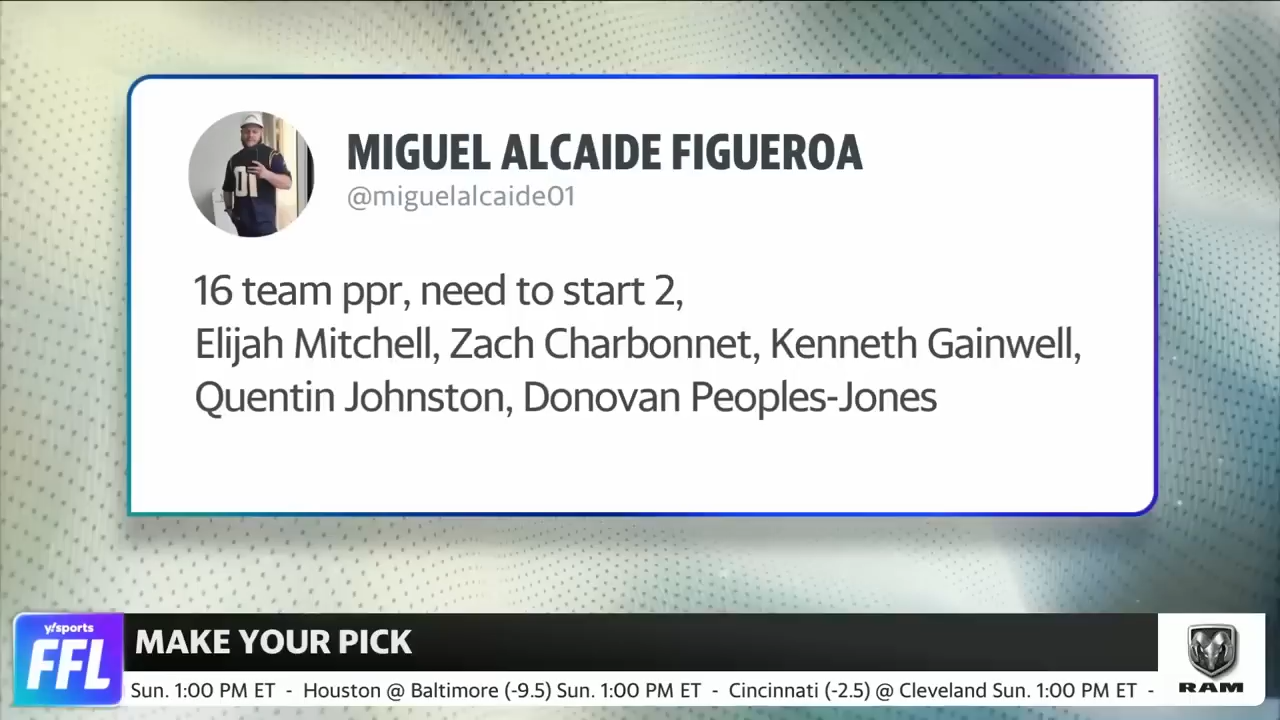 MIGUEL ALCAIDE FIGUEROA
@miguelalcaide01
16 team ppr, need to start 2,
Elijah Mitchell, Zach Charbonnet, Kenneth Gainwell,
Quentin Johnston, Donovan Peoples-Jones
y!sports
FFL
MAKE YOUR PICK
Sun. 1:00 PM ET - Houston @ Baltimore (-9.5) Sun. 1:00 PM ET - Cincinnati (-2.5) @ Cleveland Sun. 1:00 PM ET -
RAM
01